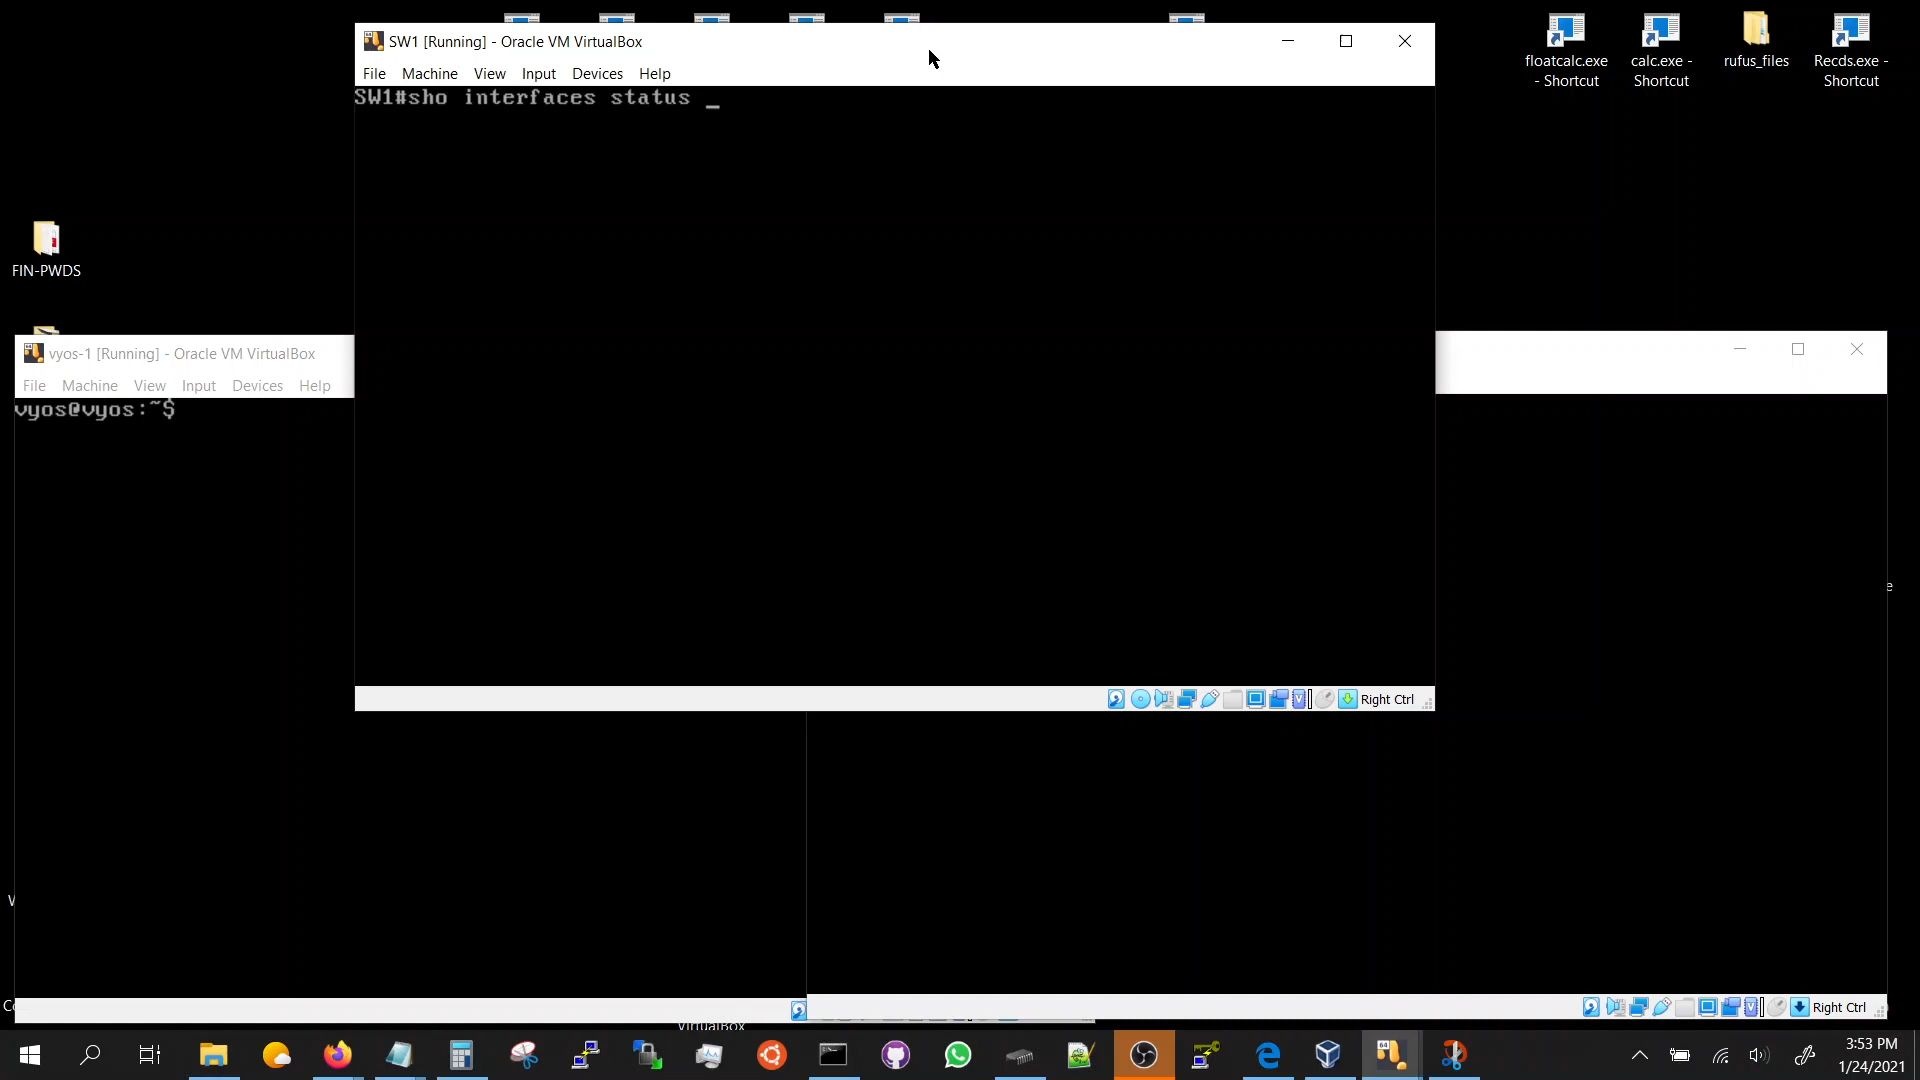 SW1 [Running] - Oracle VM VirtualBox
File Machine View Input Devices Help
SW1#sho interfaces status _
floatcalc.exe
- Shortcut
calc.exe -
Shortcut
rufus_files
Recds.exe -
Shortcut
FIN-PWDS
vyos-1 [Running] - Oracle VM VirtualBox
File Machine View Input Devices Help
vyos@vyos:~$
Right Ctrl
Right Ctrl
VirtualBox
3:53 PM
1/24/2021